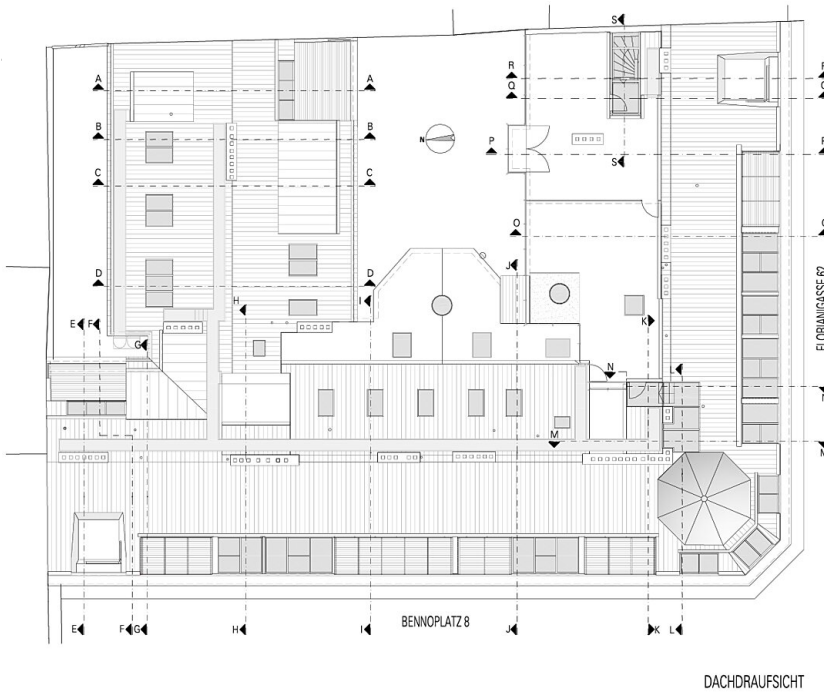 S
R
R
Q
A
A
B
B
N
P
S
C
C
O
D
D
J
I
H
E
F
K
G
N
L
M
FLORIANIGASSE 62
BENNOPLATZ 8
E
F
G
H
I
J
K
L
DACHDRAUFSICHT